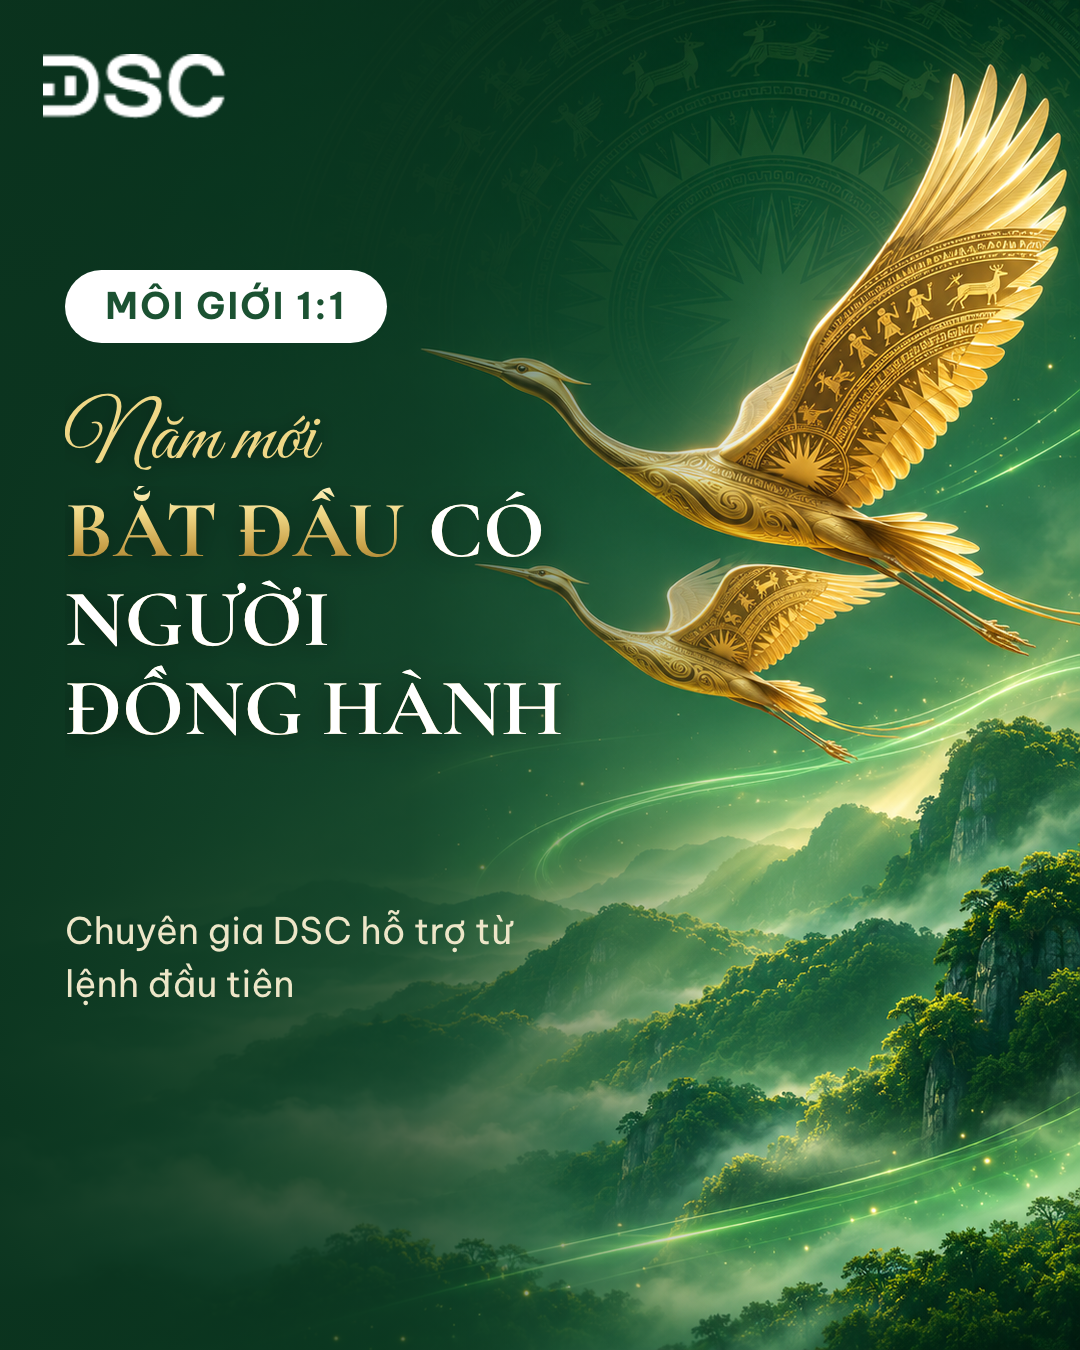 DSC
MÔI GIỚI 1:1
Năm mới
BẮT ĐẦU CÓ
NGƯỜI
ĐỒNG HÀNH
Chuyên gia DSC hỗ trợ từ
lệnh đầu tiên